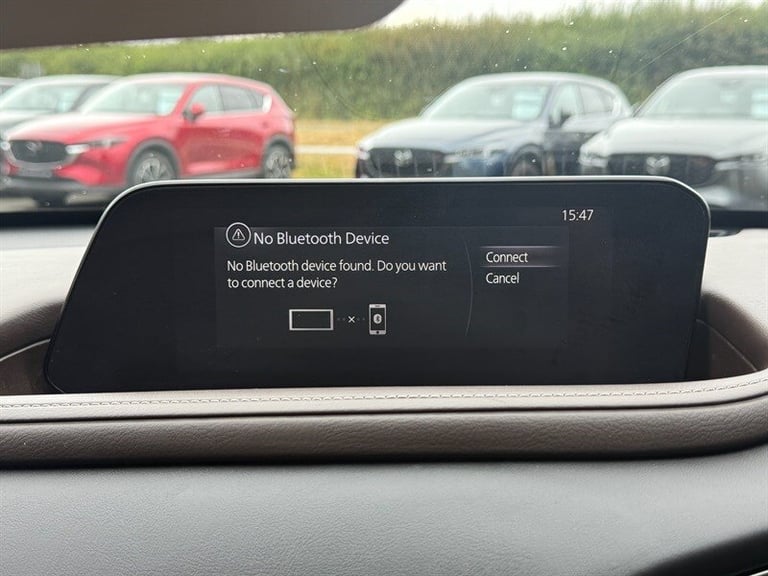 15:47
No Bluetooth Device
No Bluetooth device found. Do you want
to connect a device?
Connect
Cancel